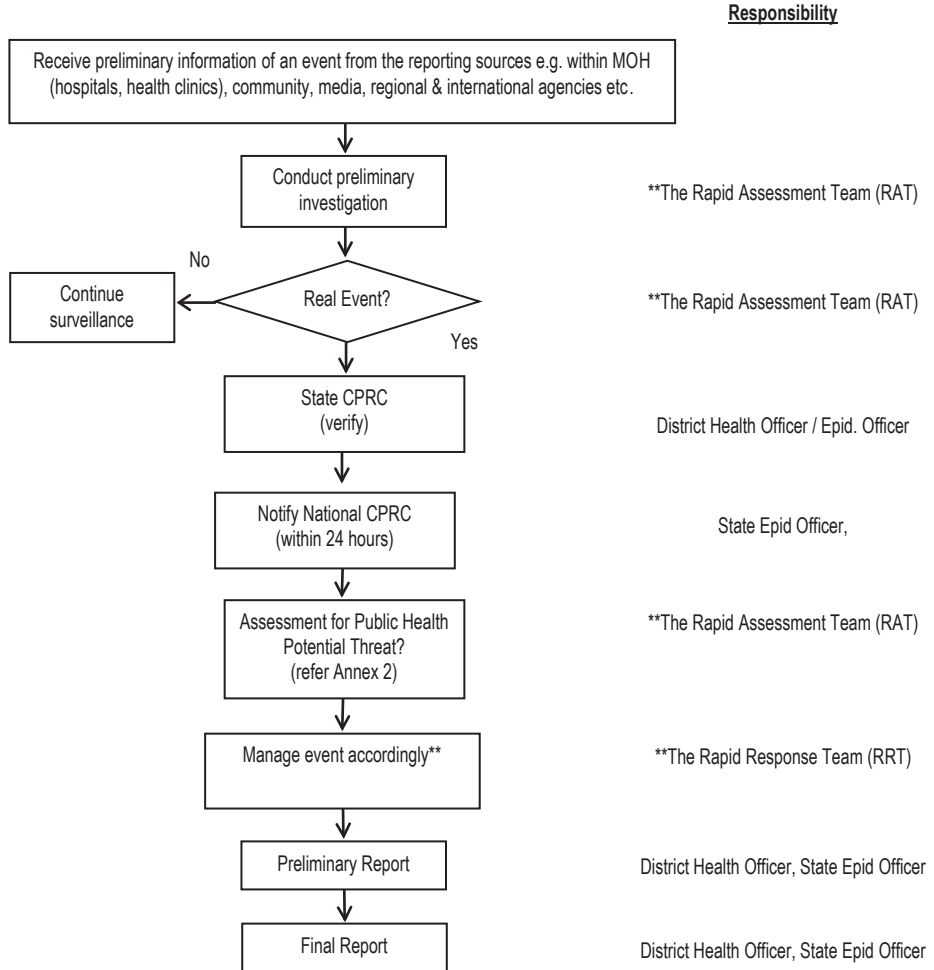 Responsibility
Receive preliminary information of an event from the reporting sources e.g. within MOH
(hospitals, health clinics), community, media, regional & international agencies etc.
Conduct preliminary
investigation
**The Rapid Assessment Team (RAT)
No
Continue
surveillance
Real Event?
**The Rapid Assessment Team (RAT)
Yes
State CPRC
(verify)
District Health Officer / Epid. Officer
Notify National CPRC
(within 24 hours)
State Epid Officer,
Assessment for Public Health
Potential Threat?
(refer Annex 2)
**The Rapid Assessment Team (RAT)
Manage event accordingly**
**The Rapid Response Team (RRT)
Preliminary Report
District Health Officer, State Epid Officer
Final Report
District Health Officer, State Epid Officer